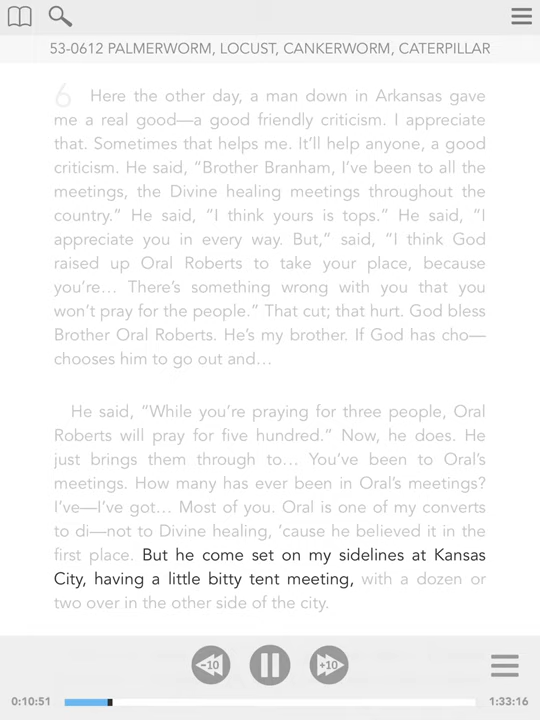 53-0612 PALMERWORM, LOCUST, CANKERWORM, CATERPILLAR
6 Here the other day, a man down in Arkansas gave
me a real good—a good friendly criticism. I appreciate
that. Sometimes that helps me. It’ll help anyone, a good
criticism. He said, “Brother Branham, I’ve been to all the
meetings, the Divine healing meetings throughout the
country.” He said, “I think yours is tops.” He said, “I
appreciate you in every way. But,” said, “I think God
raised up Oral Roberts to take your place, because
you’re… There’s something wrong with you that you
won’t pray for the people.” That cut; that hurt. God bless
Brother Oral Roberts. He’s my brother. If God has cho—
chooses him to go out and…
He said, “While you’re praying for three people, Oral
Roberts will pray for five hundred.” Now, he does. He
just brings them through to… You’ve been to Oral’s
meetings. How many has ever been in Oral’s meetings?
I’ve—I’ve got… Most of you. Oral is one of my converts
to di—not to Divine healing, ’cause he believed it in the
first place. But he come set on my sidelines at Kansas
City, having a little bitty tent meeting, with a dozen or
two over in the other side of the city.
-10 +10
0:10:51 1:33:16